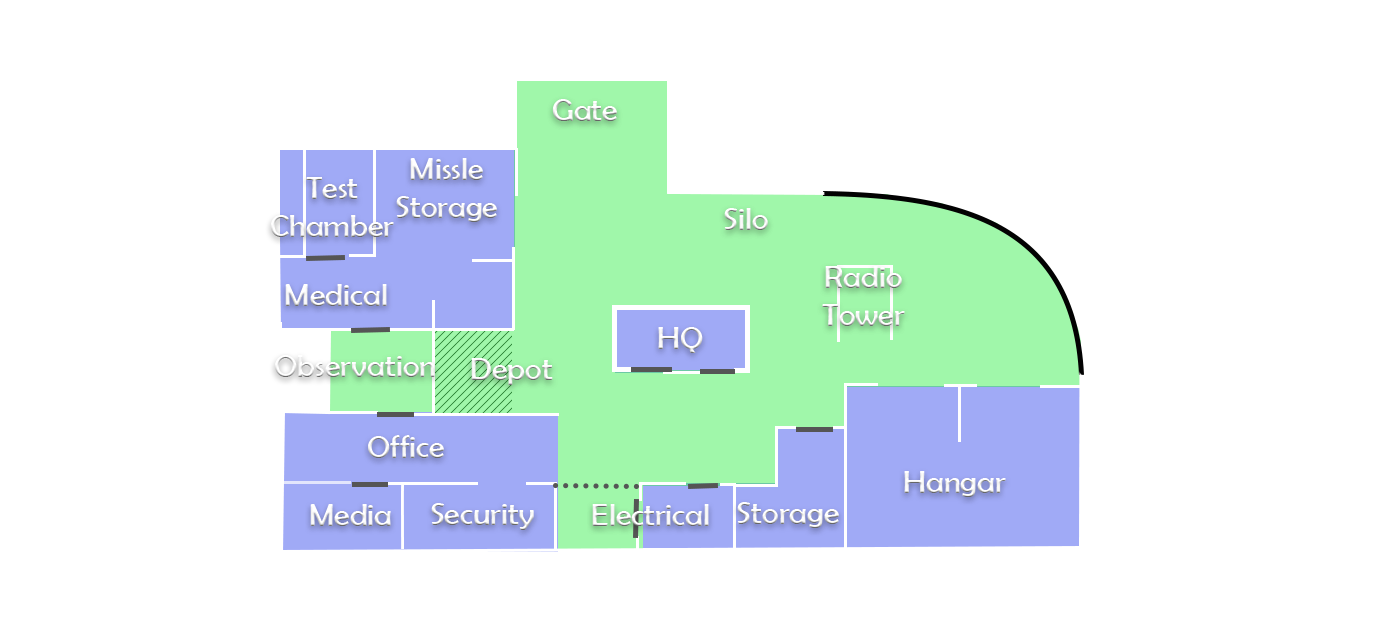 Gate
Missle
Storage
Test
Chamber
Silo
Radio
Tower
Medical
HQ
Observation
Depot
Office
Hangar
Media
Security
Electrical
Storage